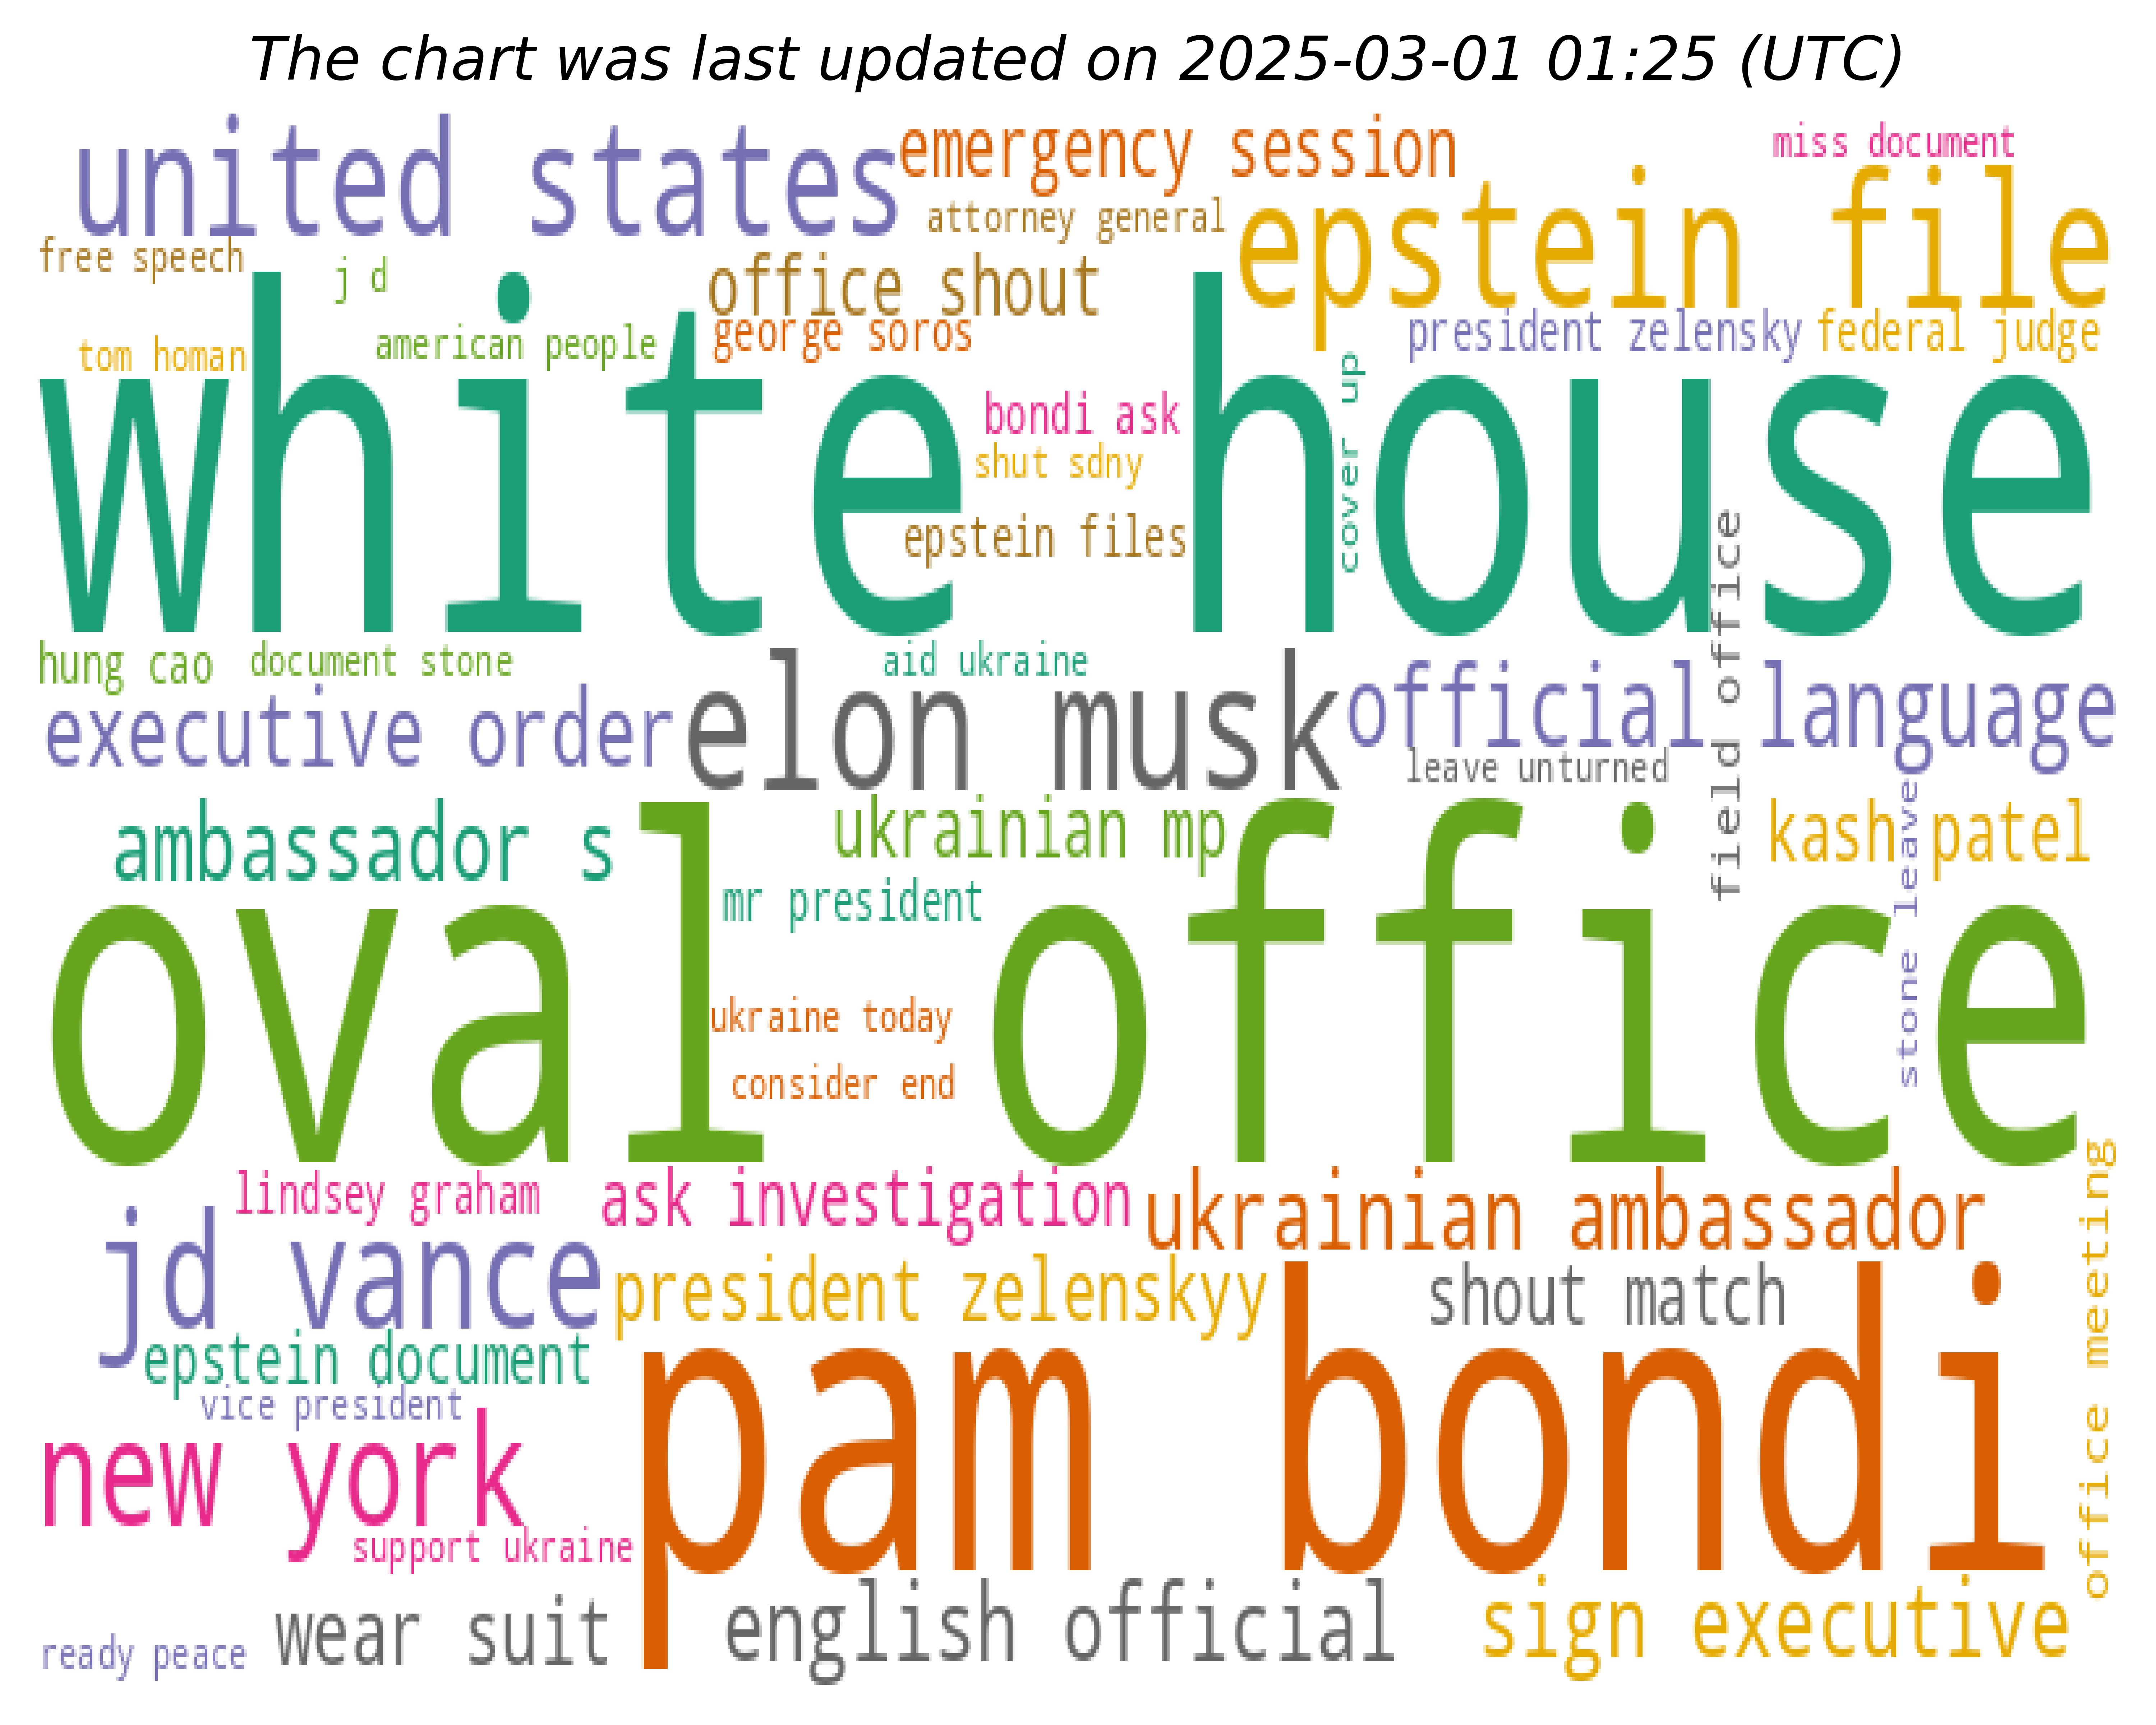 The chart was last updated on 2025-03-01 01:25 (UTC)
united states
emergency session
miss document
attorney general
epstein file
free speech
j d
office shout
george soros
president zelensky
federal judge
tom homan
american people
white house
bondi ask
cover up
shut sdny
epstein files
field office
hung cao
document stone
aid ukraine
executive order
elon musk
official language
leave unturned
ambassador s
ukrainian mp
kash patel
stone leave
mr president
oval office
ukraine today
consider end
lindsey graham
ask investigation
ukrainian ambassador
office meeting
jd vance
president zelenskyy
shout match
epstein document
vice president
pam bondi
new york
support ukraine
ready peace
wear suit
english official
sign executive